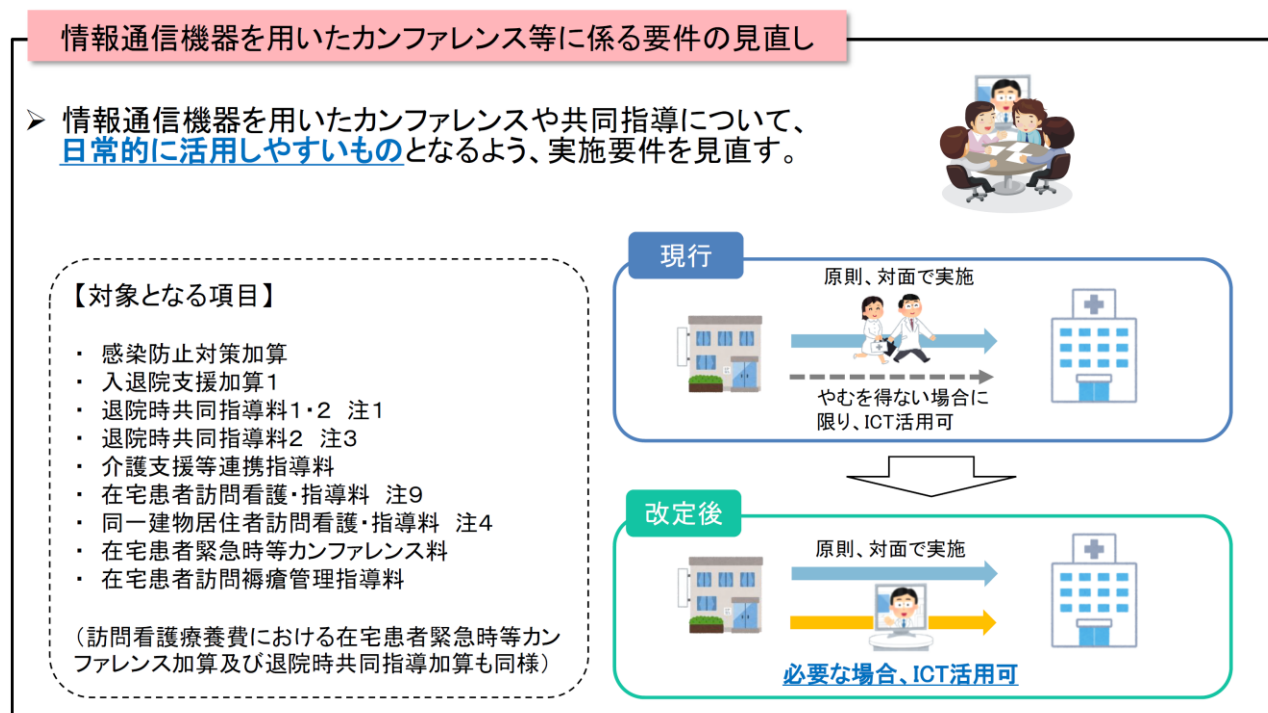 情報通信機器を用いたカンファレンス等に係る要件の見直し
➢ 情報通信機器を用いたカンファレンスや共同指導について、
日常的に活用しやすいものとなるよう、実施要件を見直す。
【対象となる項目】
・ 感染防止対策加算
・ 入退院支援加算1
・ 退院時共同指導料1・2 注1
・ 退院時共同指導料2 注3
・ 介護支援等連携指導料
・ 在宅患者訪問看護・指導料 注9
・ 同一建物居住者訪問看護・指導料 注4
・ 在宅患者緊急時等カンファレンス料
・ 在宅患者訪問褥瘡管理指導料
（訪問看護療養費における在宅患者緊急時等カン
ファレンス加算及び退院時共同指導加算も同様）
現行
原則、対面で実施
やむを得ない場合に
限り、ICT活用可
改定後
原則、対面で実施
必要な場合、ICT活用可